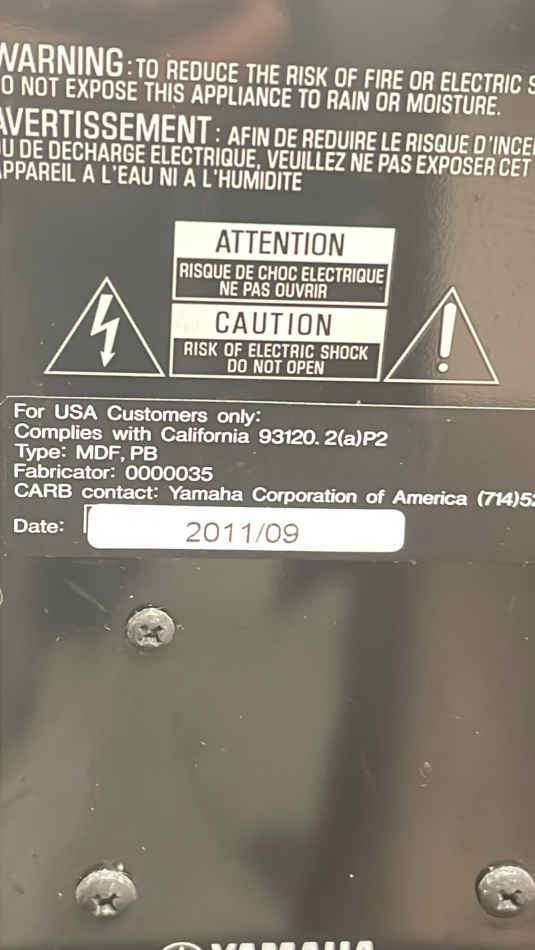 WARNING: TO REDUCE THE RISK OF FIRE OR ELECTRIC
NOT EXPOSE THIS APPLIANCE TO RAIN OR MOISTURE.
AVERTISSEMENT: AFIN DE REDUIRE LE RISQUE D'INCE
OU DE DECHARGE ELECTRIQUE, VEUILLEZ NE PAS EXPOSER CET
APPAREIL A L'EAU NI A L'HUMIDITE
ATTENTION
RISQUE DE CHOC ELECTRIQUE
NE PAS OUVRIR
CAUTION
RISK OF ELECTRIC SHOCK
DO NOT OPEN
For USA Customers only:
Complies with California 93120. 2(a)P2
Type: MDF, PB
Fabricator: 0000035
CARB contact: Yamaha Corporation of America (714)52
Date: 2011/09
YAMAHA